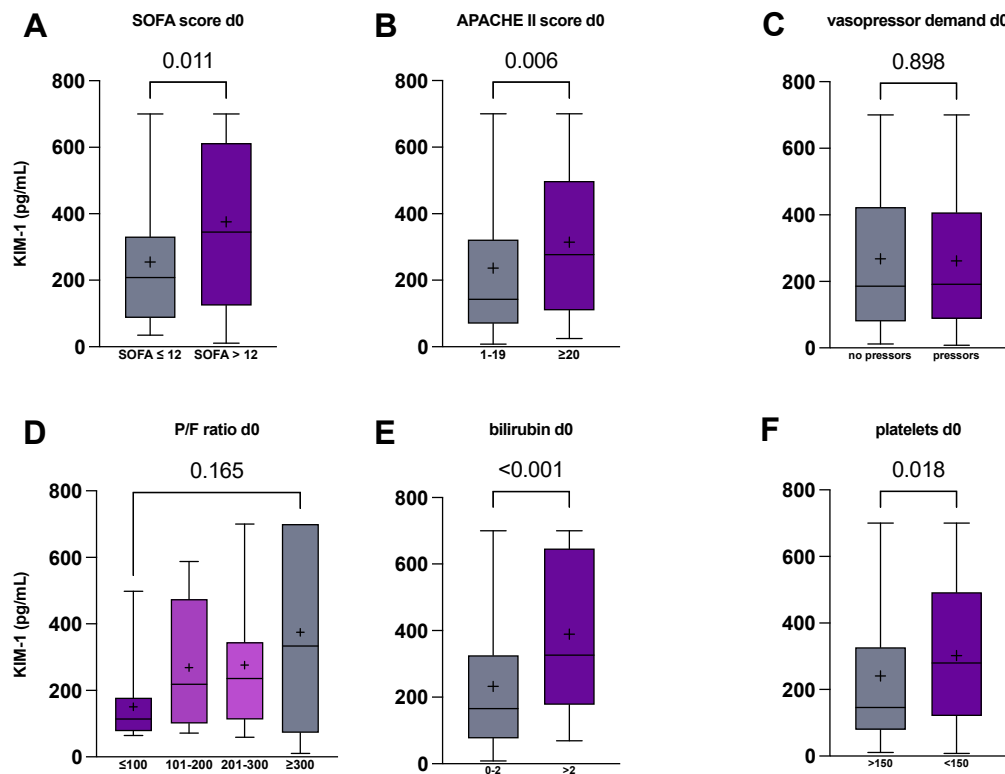 A
SOFA score d0
0.011
KIM-1 (pg/mL)
800
600
400
200
0
SOFA ≤ 12
SOFA > 12
B
APACHE II score d0
0.006
800
600
400
200
0
1-19
≥20
C
vasopressor demand d0
0.898
800
600
400
200
0
no pressors
pressors
D
P/F ratio d0
0.165
KIM-1 (pg/mL)
800
600
400
200
0
≤100
101-200
201-300
≥300
E
bilirubin d0
<0.001
800
600
400
200
0
0-2
>2
F
platelets d0
0.018
800
600
400
200
0
>150
<150